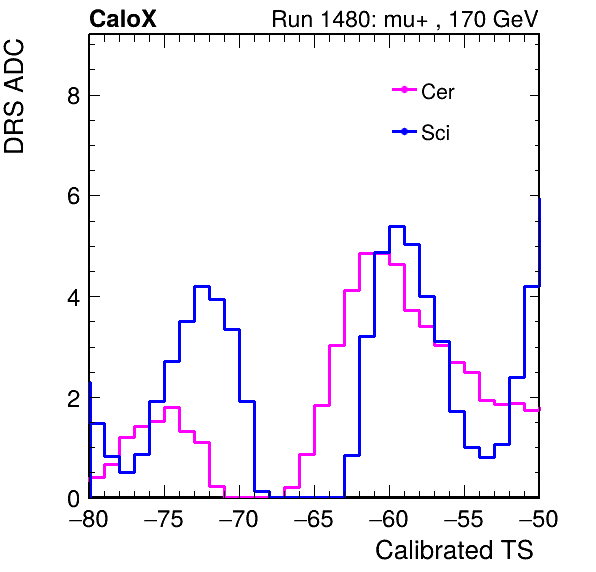 CaloX Run 1480: mu+ , 170 GeV
DRS ADC
Cer
Sci
8
6
4
2
0
−80 −75 −70 −65 −60 −55 −50
Calibrated TS